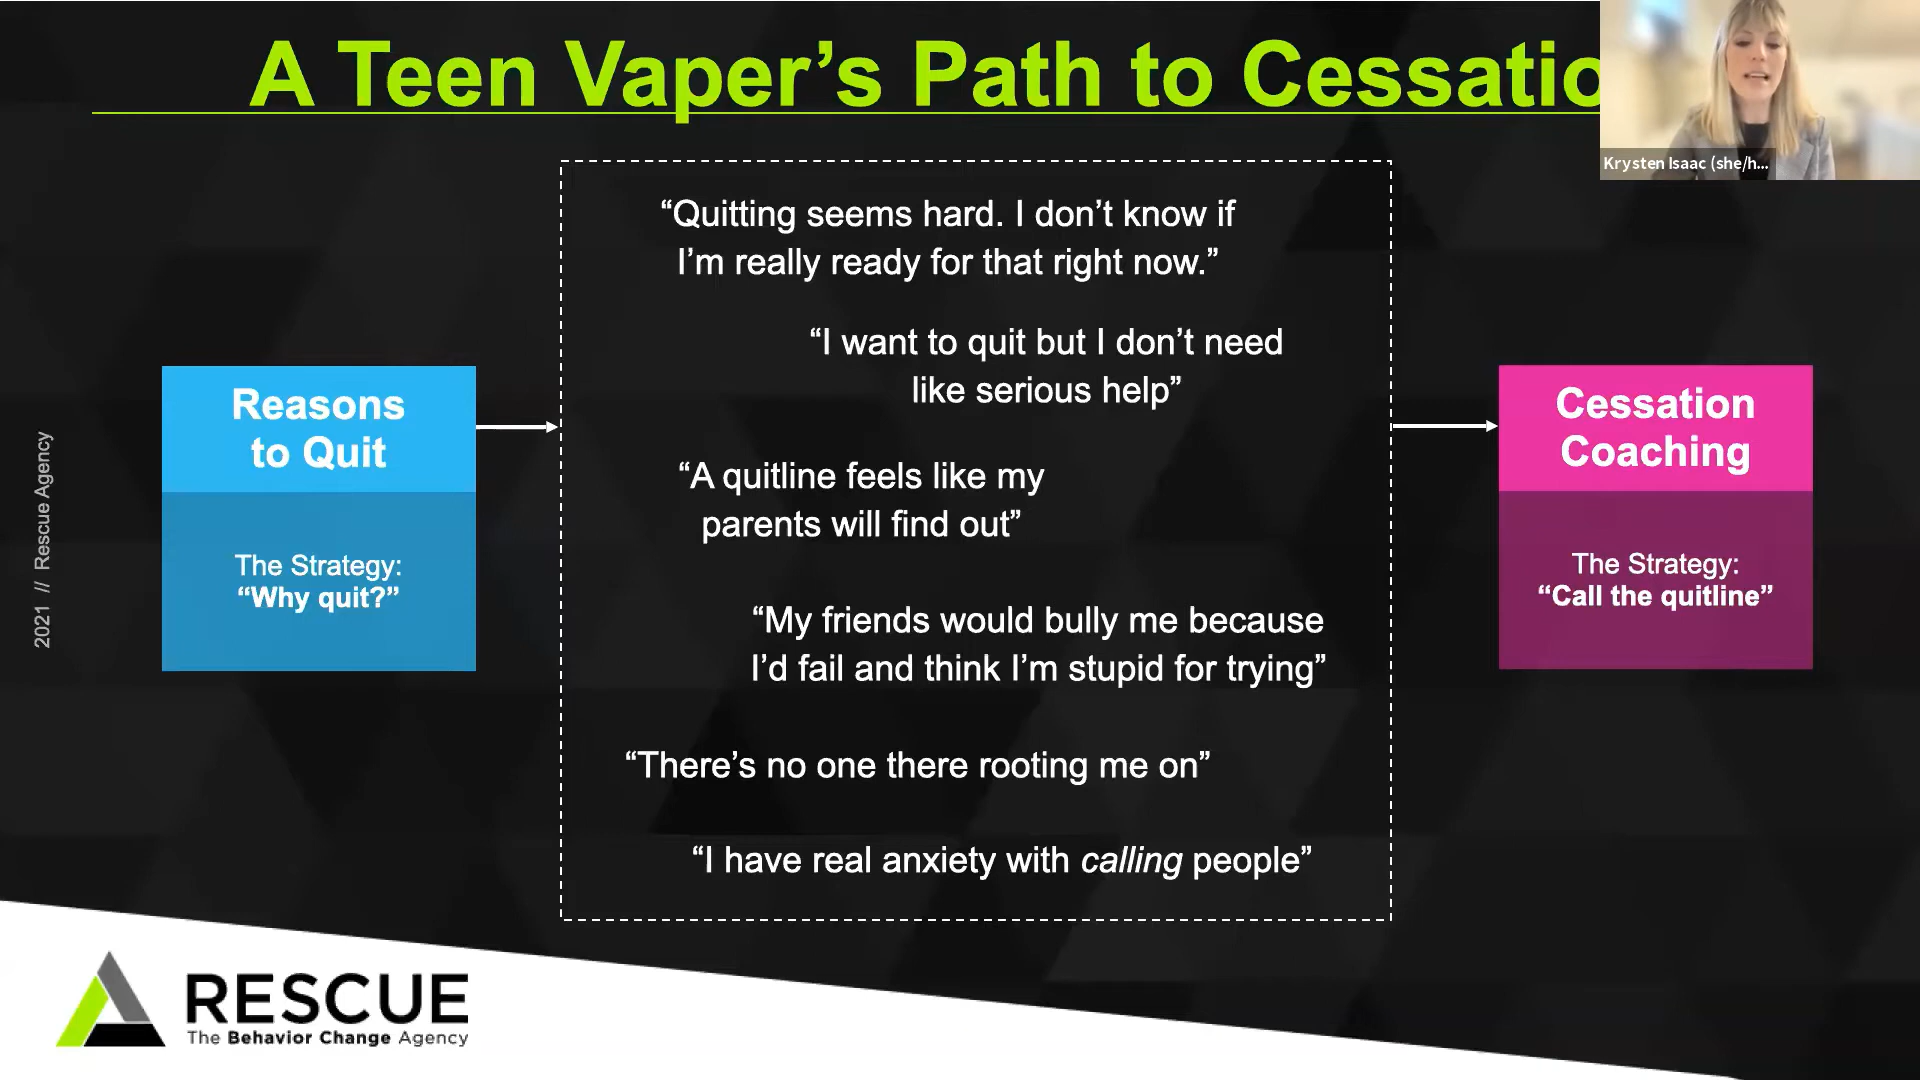 A Teen Vaper’s Path to Cessatio
Krysten Isaac (she/h...
“Quitting seems hard. I don’t know if
I’m really ready for that right now.”
“I want to quit but I don’t need
like serious help”
Reasons
to Quit
The Strategy:
“Why quit?”
“A quitline feels like my
parents will find out”
“My friends would bully me because
I’d fail and think I’m stupid for trying”
“There’s no one there rooting me on”
“I have real anxiety with calling people”
Cessation
Coaching
The Strategy:
“Call the quitline”
2021 // Rescue Agency
RESCUE
The Behavior Change Agency